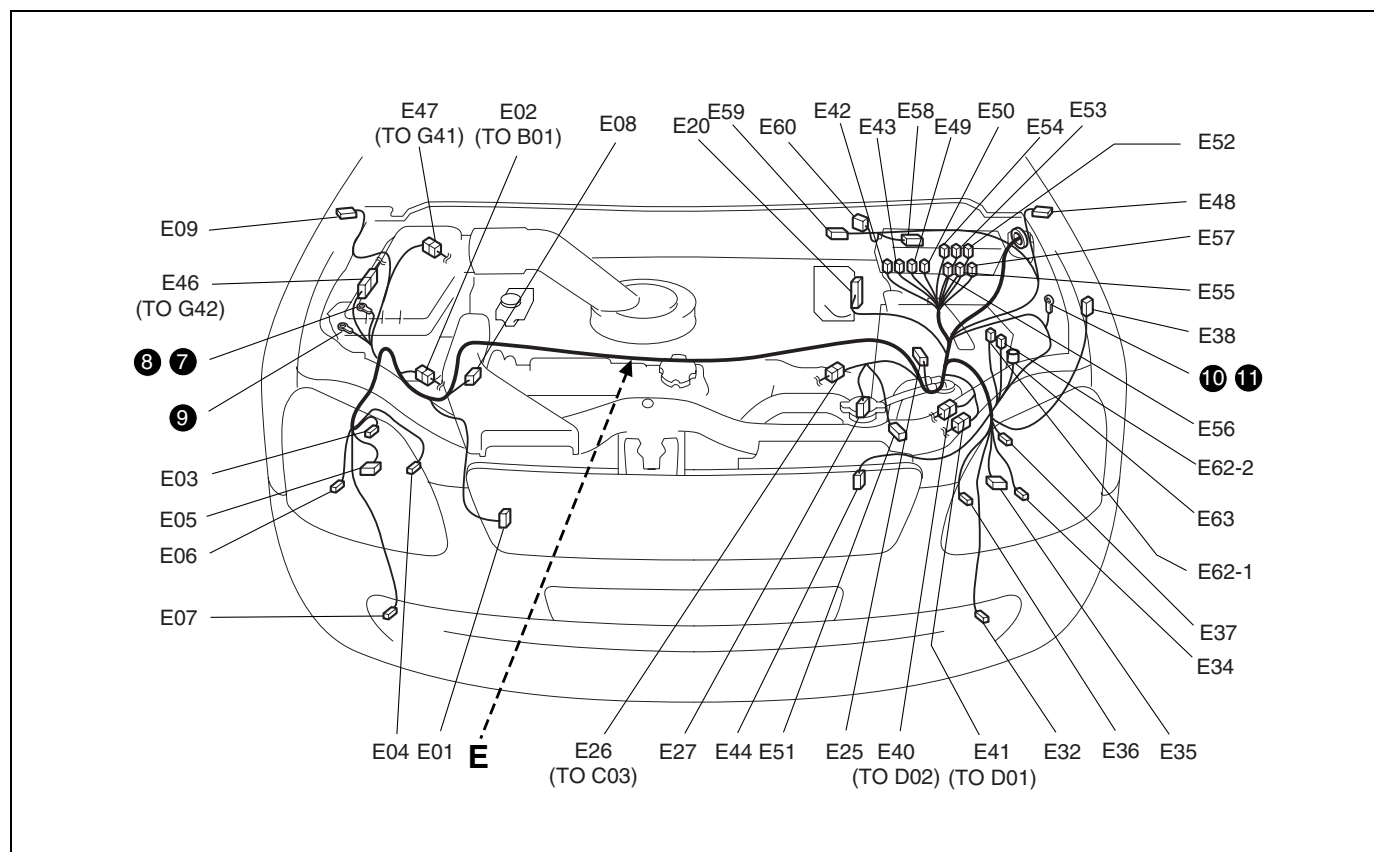 E47
(TO G41)
E02
(TO B01)
E08
E20
E59
E60
E42
E43
E58
E49
E50
E54
E53
E52
E09
E48
E57
E46
(TO G42)
E55
E38
8 7
10 11
9
E56
E03
E62-2
E05
E63
E06
E62-1
E07
E37
E34
E04
E01
E
E26
(TO C03)
E27
E44
E51
E25
E40
(TO D02)
E41
(TO D01)
E32
E36
E35